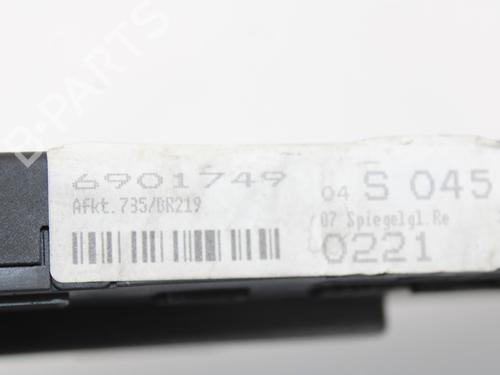 B-PARTS
6901749
04 S 045
Afkt.735/BR219
07 Spiegelgl.Re
0221